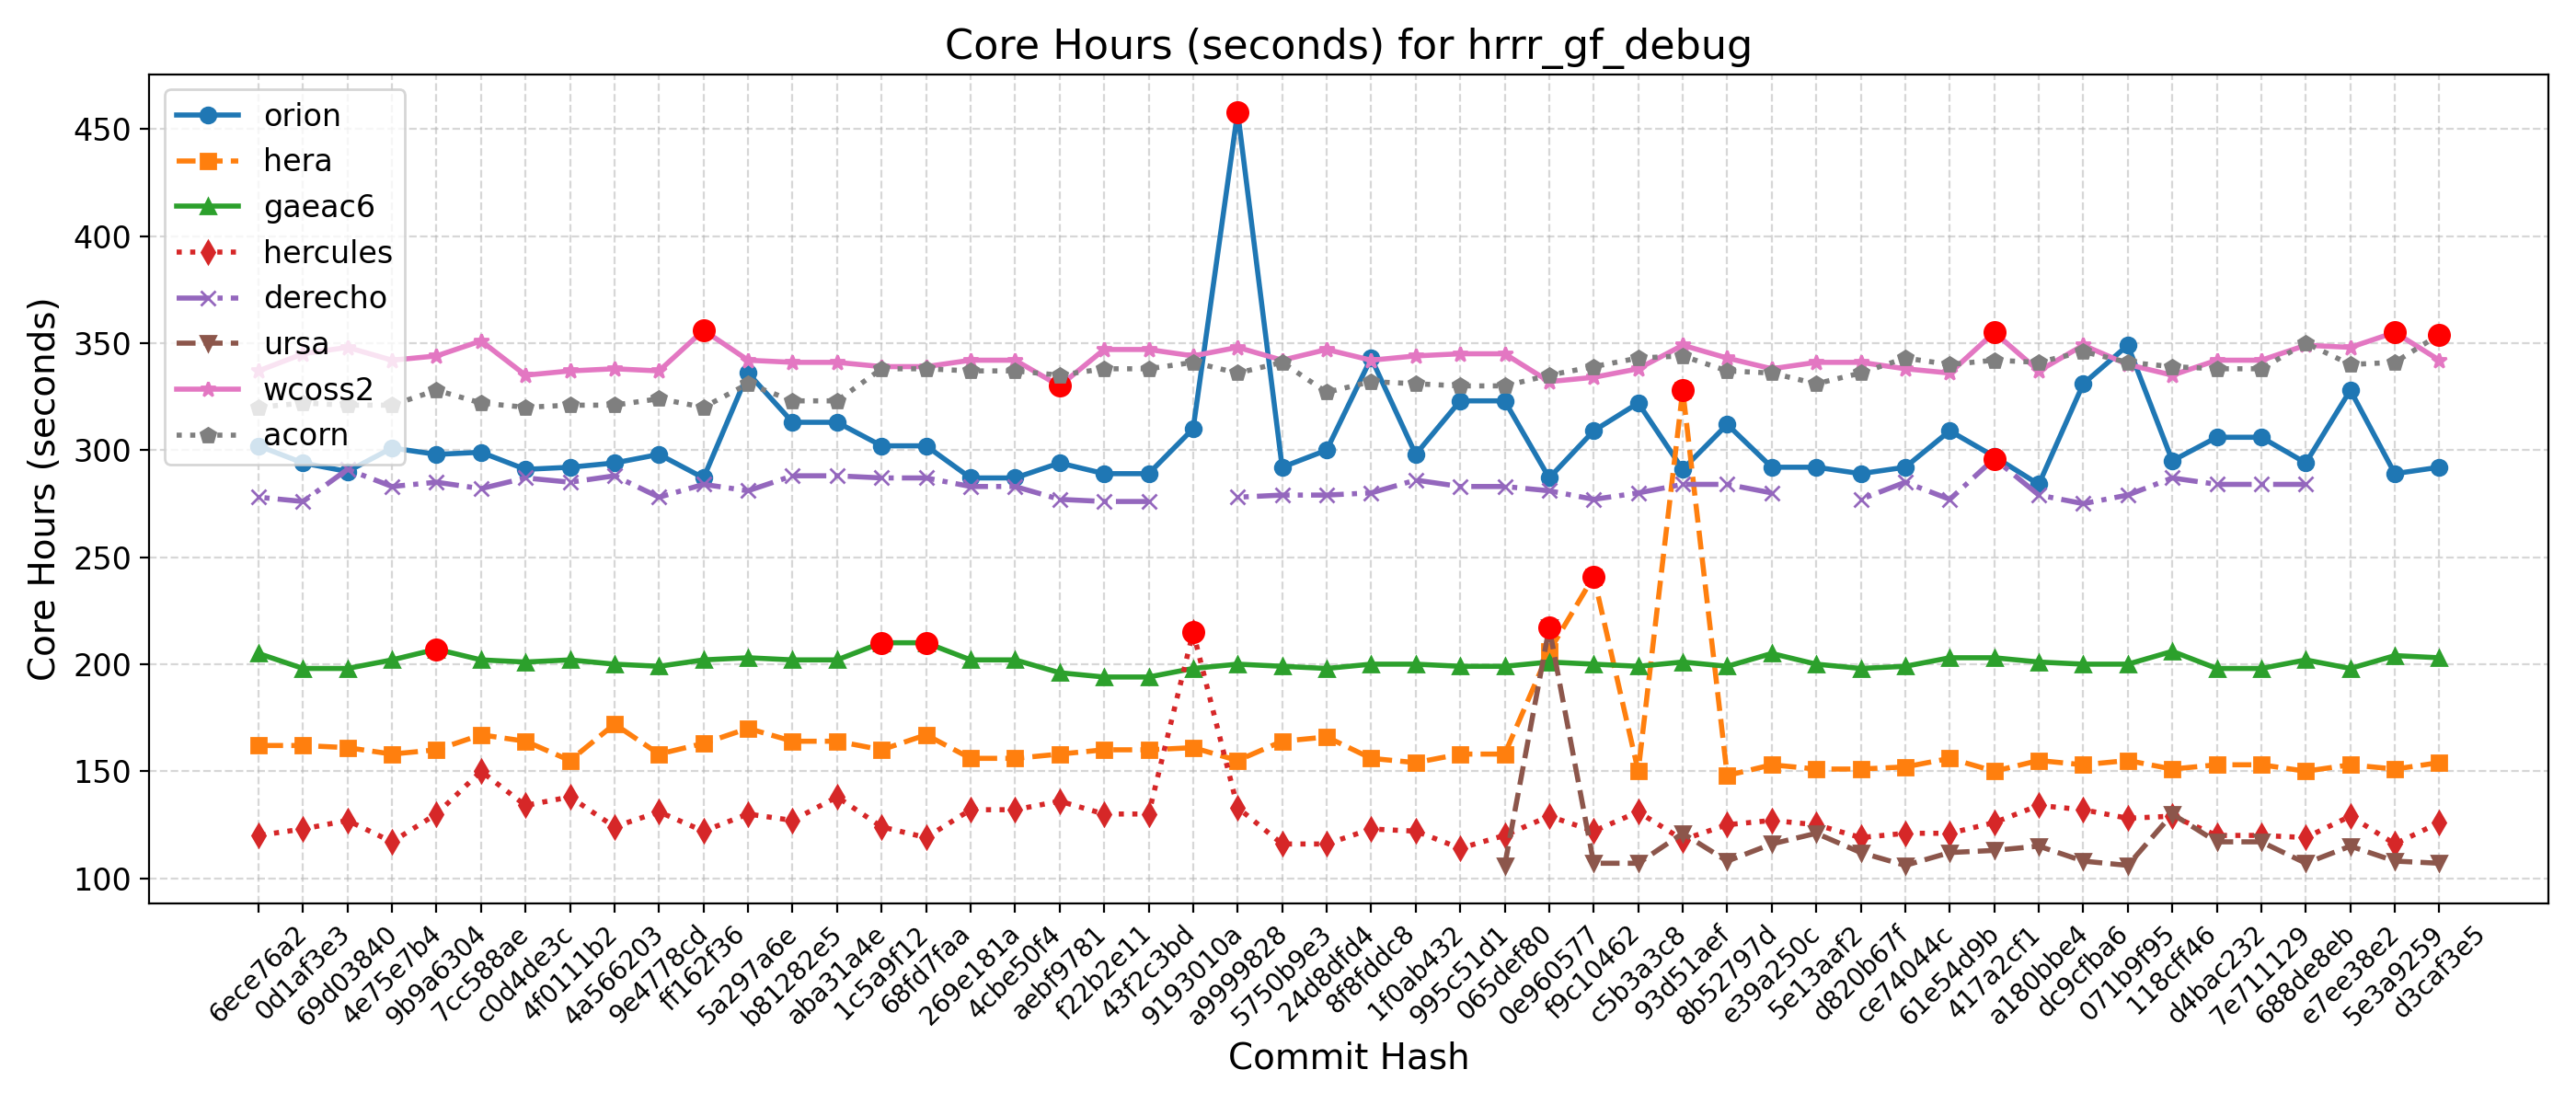 Core Hours (seconds) for hrrr_gf_debug
Core Hours (seconds)
450
400
350
300
250
200
150
100
orion
hera
gaeac6
hercules
derecho
ursa
wcoss2
acorn
6ece76a2
0d1af3e3
69d03840
4e75e7b4
9b9a6304
7cc588ae
c0d4de3c
4f0111b2
4a566203
9e4778cd
ff162f36
5a297a6e
b81282e5
aba31a4e
1c5a9f12
68fd7faa
269e181a
4cbe50f4
aebf9781
f22b2e11
43f2c3bd
9193010a
a9999828
5750b9e3
24d8dfd4
8f8fddc8
1f0ab432
995c51d1
065def80
0e960577
f9c10462
c5b3a3c8
93d51aef
8b52797d
e39a250c
5e13aaf2
d820b67f
ce74044c
61e54d9b
417a2cf1
a180bbe4
dc9cfba6
071b9f95
118cff46
d4bac232
7e711129
688de8eb
e7ee38e2
5e3a9259
d3caf3e5
Commit Hash